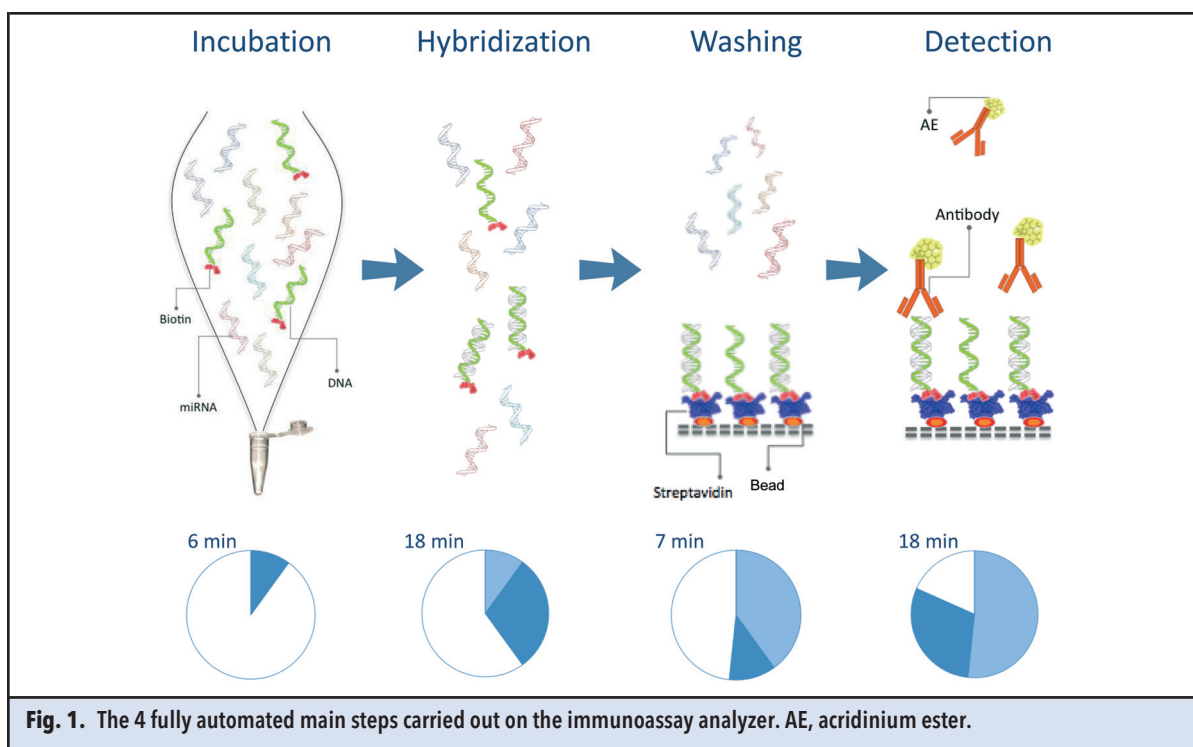 Incubation Hybridization Washing Detection
AE
Antibody
Biotin
DNA
miRNA
Streptavidin Bead
6 min 18 min 7 min 18 min
Fig. 1. The 4 fully automated main steps carried out on the immunoassay analyzer. AE, acridinium ester.